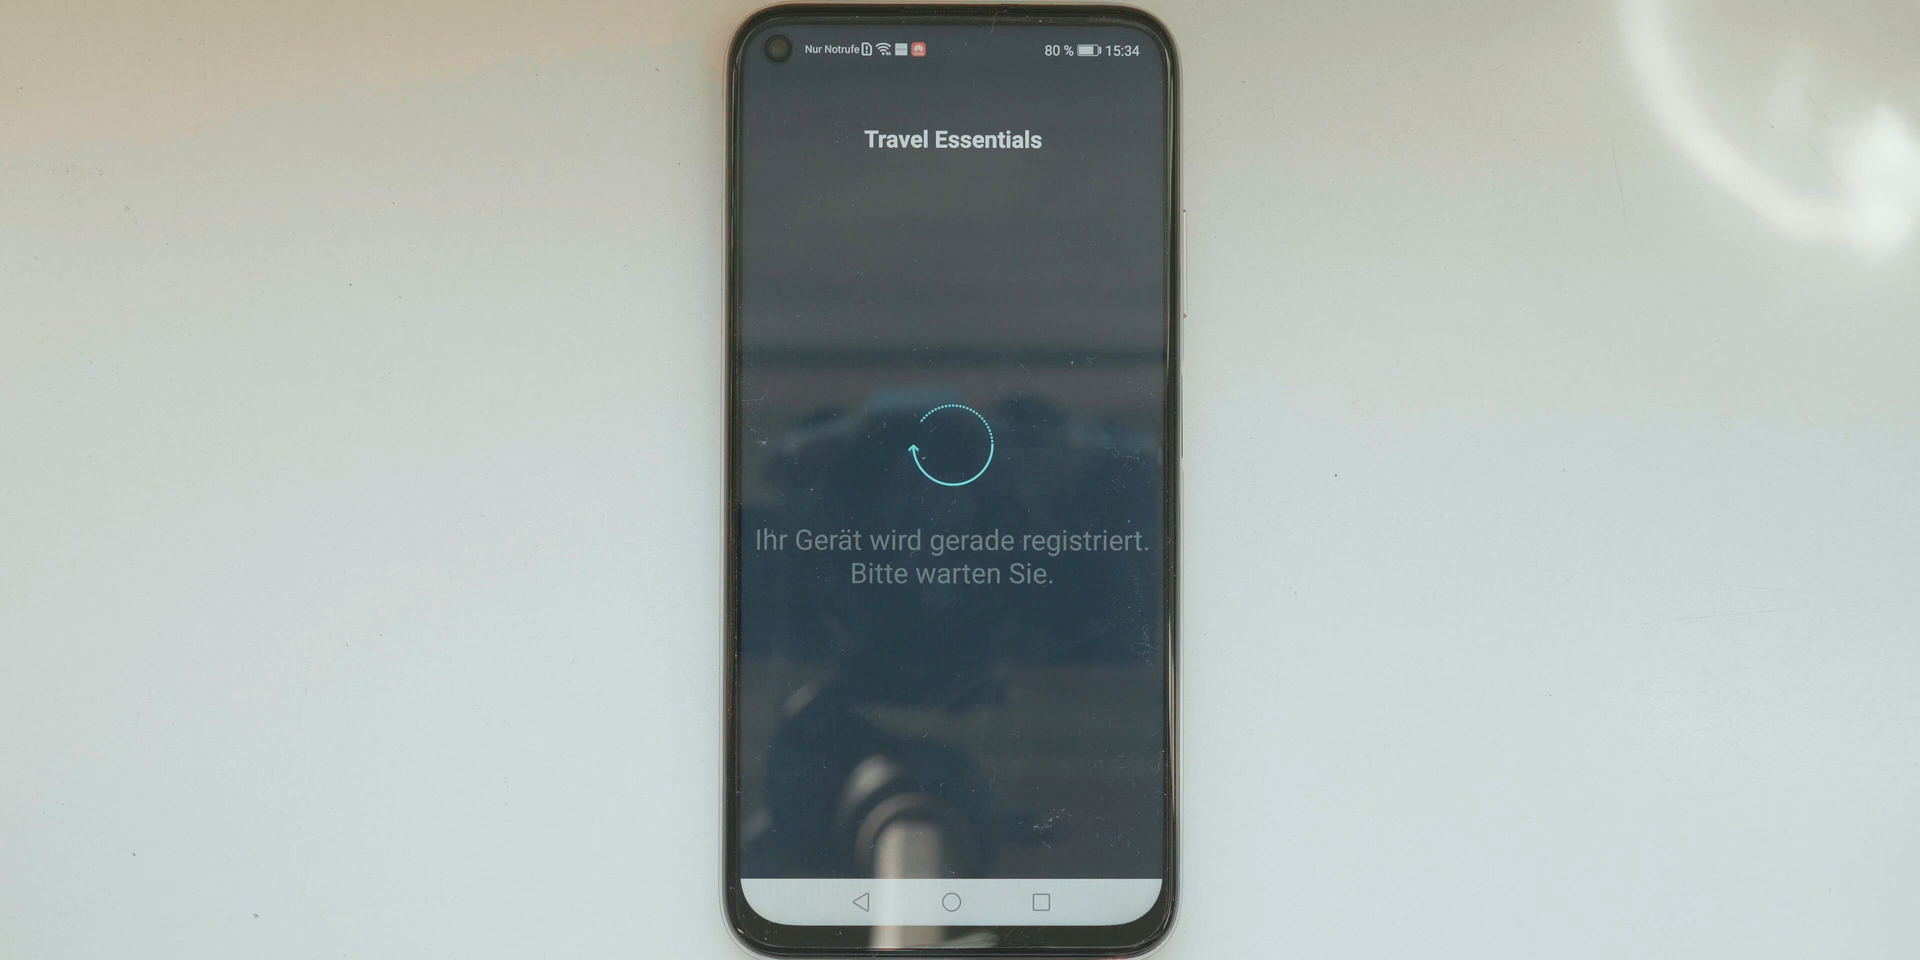 Nur Notrufe
80 % 15:34
Travel Essentials
Ihr Gerät wird gerade registriert.
Bitte warten Sie.